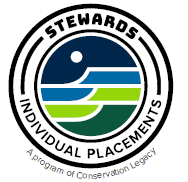 STEWARDS
INDIVIDUAL PLACEMENTS
A program of Conservation Legacy